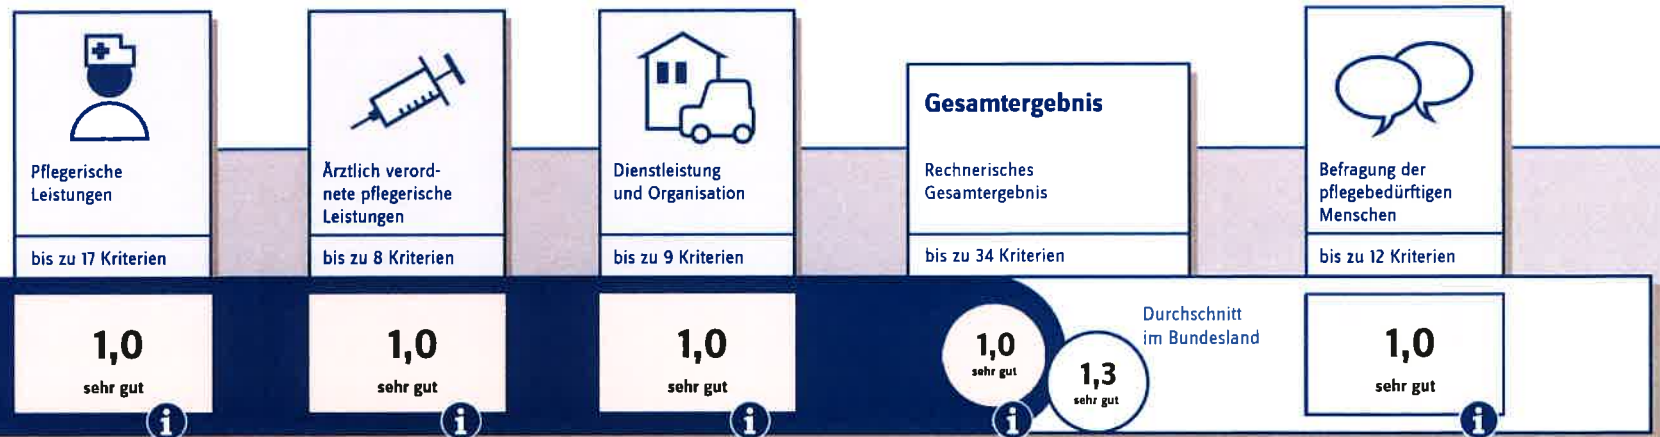 Pflegerische
Leistungen
bis zu 17 Kriterien
1,0
sehr gut
i
Ärztlich verord-
nete pflegerische
Leistungen
bis zu 8 Kriterien
1,0
sehr gut
i
Dienstleistung
und Organisation
bis zu 9 Kriterien
1,0
sehr gut
i
Gesamtergebnis
Rechnerisches
Gesamtergebnis
bis zu 34 Kriterien
1,0
sehr gut
i
1,3
sehr gut
Durchschnitt
im Bundesland
Befragung der
pflegebedürftigen
Menschen
bis zu 12 Kriterien
1,0
sehr gut
i